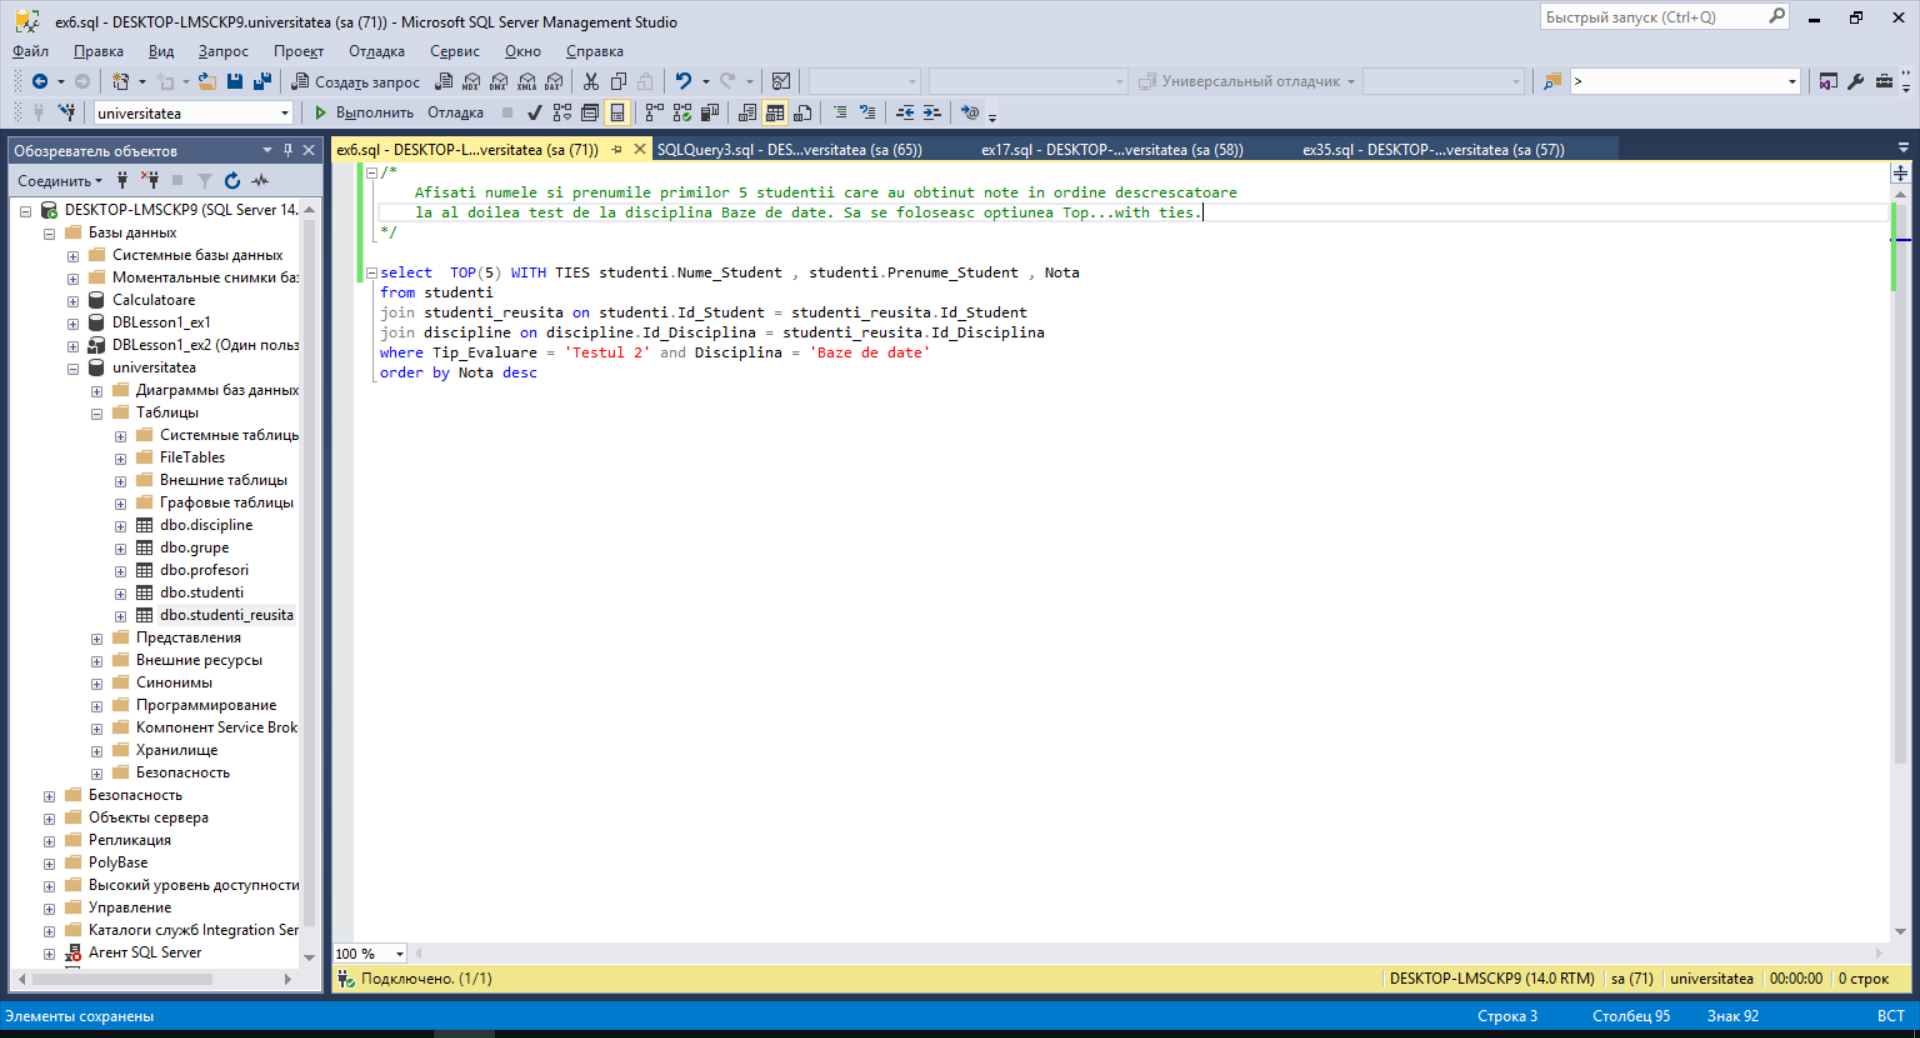 ex6.sql - DESKTOP-LMSCKP9.universitatea (sa (71)) - Microsoft SQL Server Management Studio
Быстрый запуск (Ctrl+Q)
Файл Правка Вид Запрос Проект Отладка Сервис Окно Справка
Создать запрос MDX DMX XMLA DAX Универсальный отладчик >
universitatea Выполнить Отладка
Обозреватель объектов
ex6.sql - DESKTOP-L...versitatea (sa (71)) SQLQuery3.sql - DES...versitatea (sa (65)) ex17.sql - DESKTOP-...versitatea (sa (58)) ex35.sql - DESKTOP-...versitatea (sa (57))
Соединить
DESKTOP-LMSCKP9 (SQL Server 14.
Базы данных
Системные базы данных
Моментальные снимки баз
Calculatoare
DBLesson1_ex1
DBLesson1_ex2 (Один польз
universitatea
Диаграммы баз данных
Таблицы
Системные таблицы
FileTables
Внешние таблицы
Графовые таблицы
dbo.discipline
dbo.grupe
dbo.profesori
dbo.studenti
dbo.studenti_reusita
Представления
Внешние ресурсы
Синонимы
Программирование
Компонент Service Brok
Хранилище
Безопасность
Безопасность
Объекты сервера
Репликация
PolyBase
Высокий уровень доступности
Управление
Каталоги служб Integration Ser
Агент SQL Server
/*
Afisati numele si prenumile primilor 5 studentii care au obtinut note in ordine descrescatoare
la al doilea test de la disciplina Baze de date. Sa se foloseasc optiunea Top...with ties.
*/
select TOP(5) WITH TIES studenti.Nume_Student , studenti.Prenume_Student , Nota
from studenti
join studenti_reusita on studenti.Id_Student = studenti_reusita.Id_Student
join discipline on discipline.Id_Disciplina = studenti_reusita.Id_Disciplina
where Tip_Evaluare = 'Testul 2' and Disciplina = 'Baze de date'
order by Nota desc
100 %
Подключено. (1/1) DESKTOP-LMSCKP9 (14.0 RTM) sa (71) universitatea 00:00:00 0 строк
Элементы сохранены Строка 3 Столбец 95 Знак 92 ВСТ